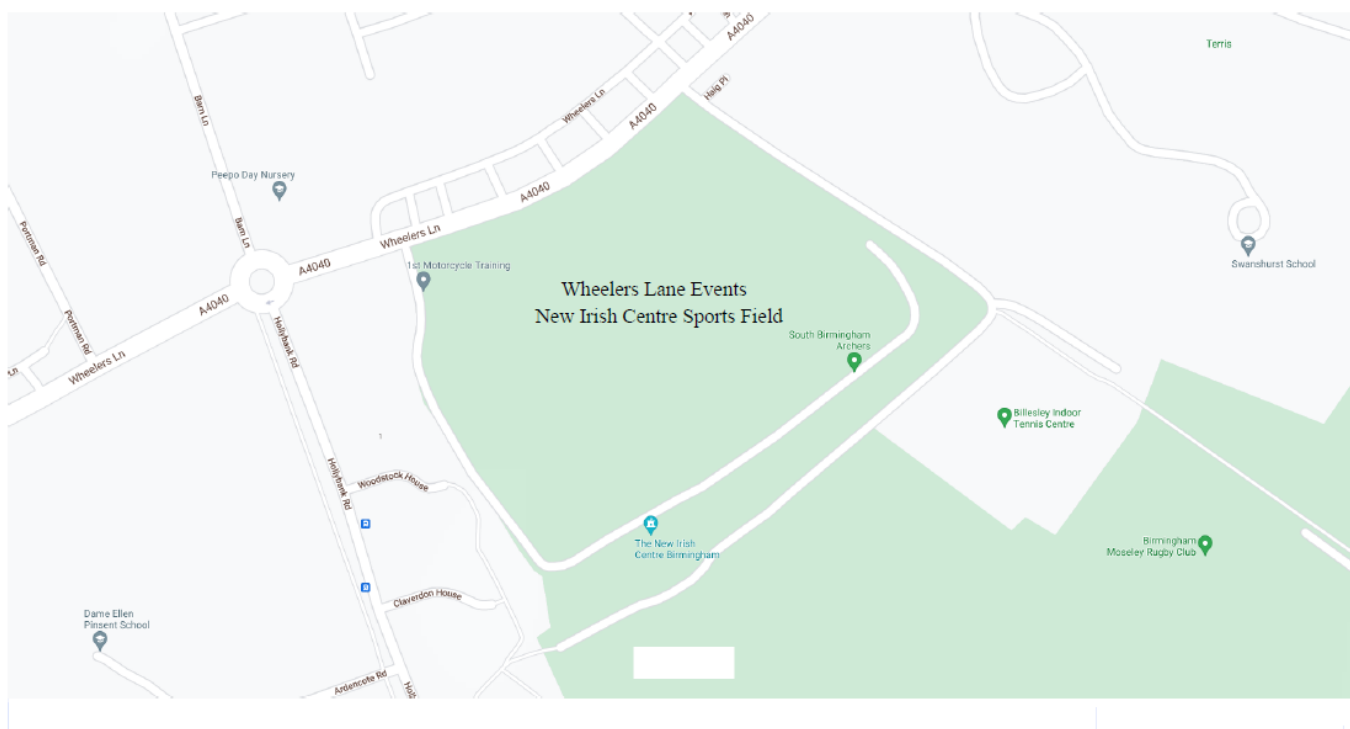 A4040
Terris
Haig Pl
Wheelers Ln
A4040
Barn Ln
Peepo Day Nursery
A4040
Portman Rd
Barn Ln
Wheelers Ln
1st Motorcycle Training
Swanshurst School
A4040
Wheelers Lane Events
New Irish Centre Sports Field
A4040
Portman Rd
Hollybank Rd
South Birmingham
Archers
Wheelers Ln
Ln
Billesley Indoor
Tennis Centre
Hollybank Rd
Woodstock House
The New Irish
Centre Birmingham
Birmingham
Moseley Rugby Club
Claverdon House
Dame Ellen
Pinsent School
Ardencote Rd